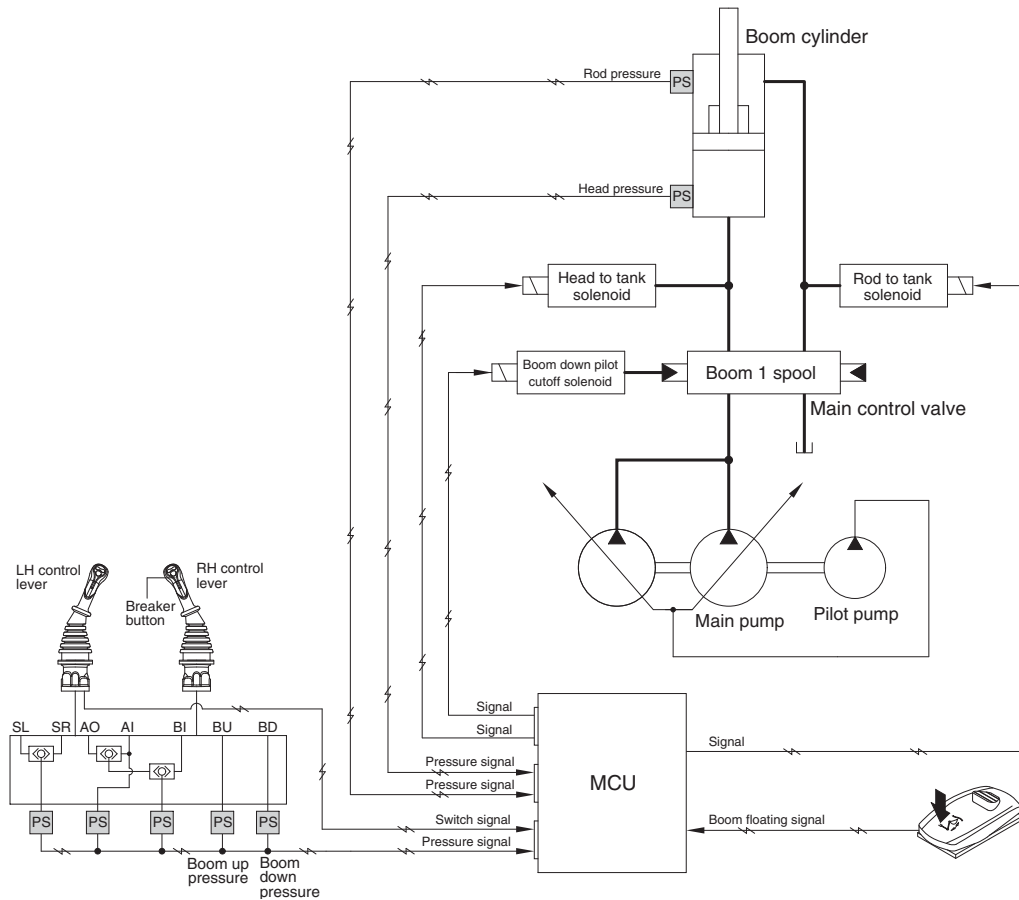 Boom cylinder
Rod pressure
PS
Head pressure
PS
Head to tank
solenoid
Rod to tank
solenoid
Boom down pilot
cutoff solenoid
Boom 1 spool
Main control valve
LH control
lever
RH control
lever
Breaker
button
Main pump
Pilot pump
SL
SR
AO
AI
BI
BU
BD
PS
PS
PS
PS
PS
Boom up
pressure
Boom
down
pressure
Signal
Signal
Pressure signal
Pressure signal
Switch signal
Pressure signal
MCU
Signal
Boom floating signal